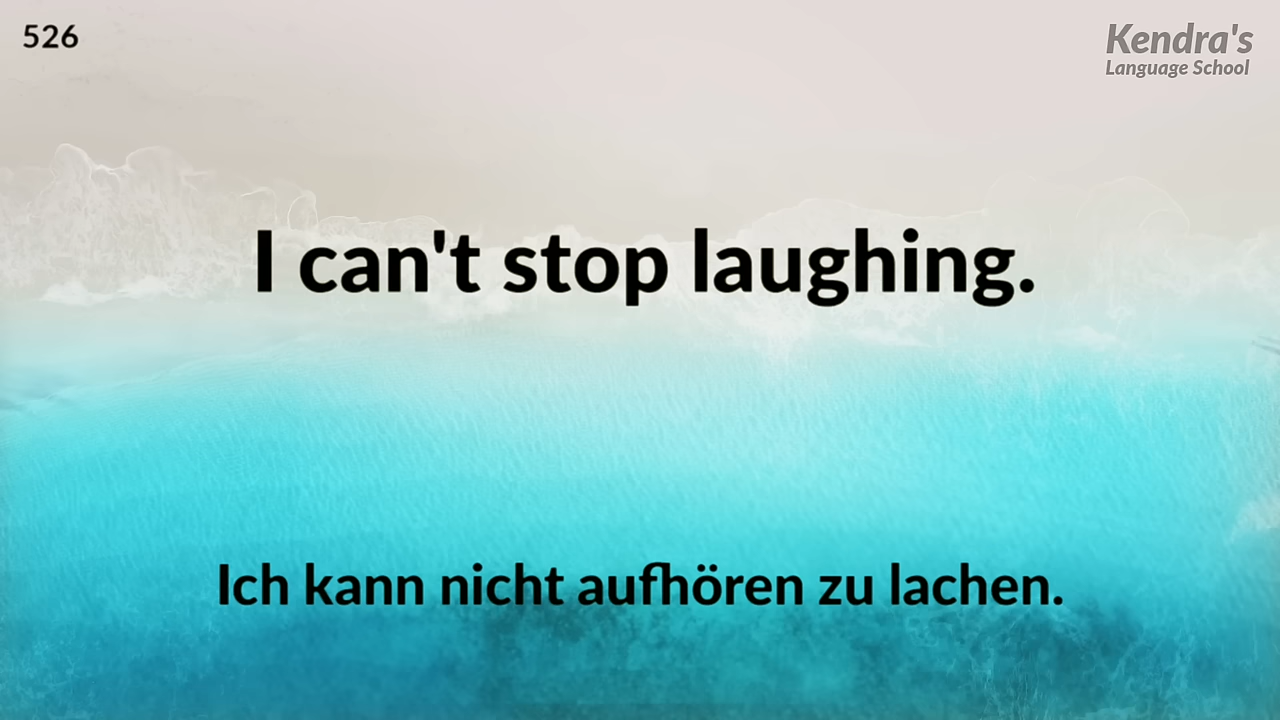 526
Kendra's
Language School
I can't stop laughing.
Ich kann nicht aufhören zu lachen.